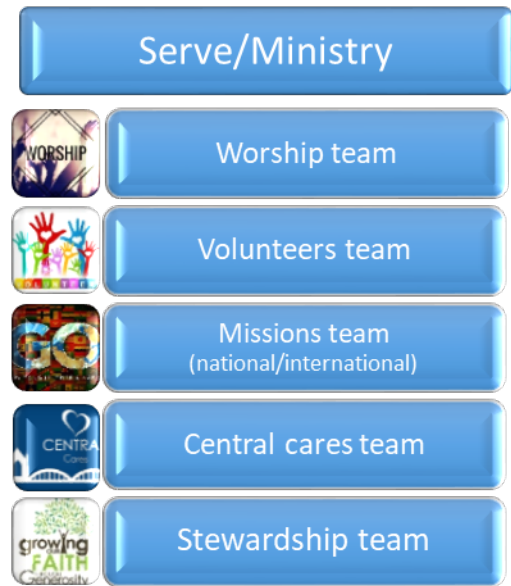 Serve/Ministry
WORSHIP
Worship team
Volunteers team
GO
Missions team
(national/international)
CENTRA
Cares
Central cares team
growing
FAITH
Generosity
Stewardship team